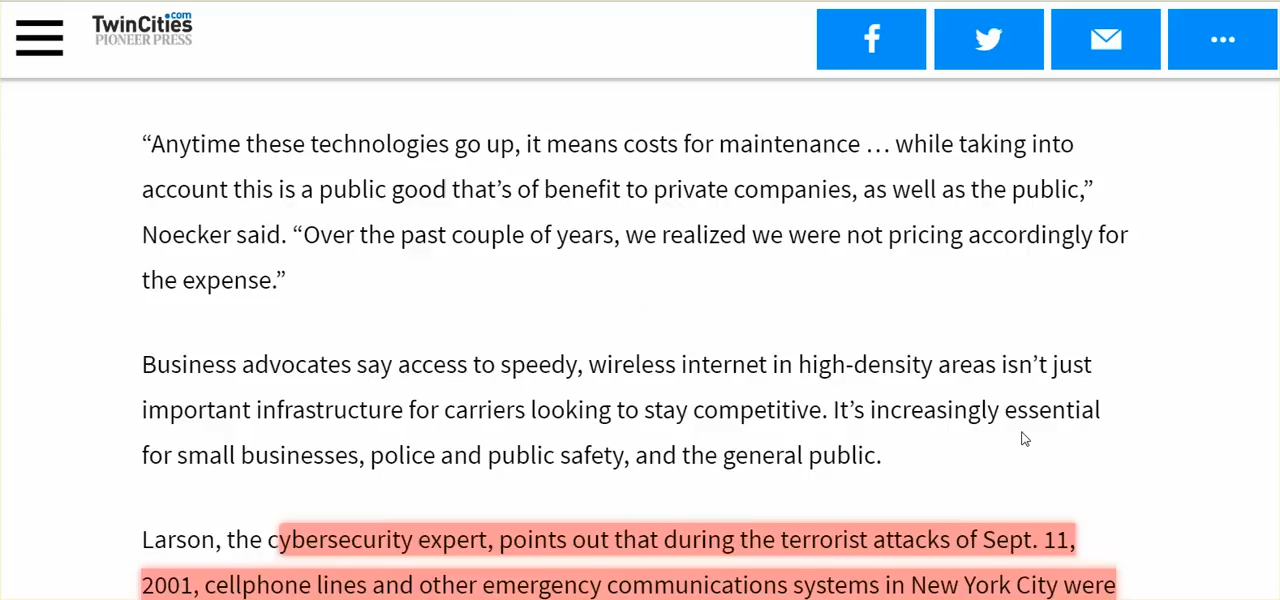 TwinCities.com
PIONEER PRESS
“Anytime these technologies go up, it means costs for maintenance … while taking into
account this is a public good that’s of benefit to private companies, as well as the public,”
Noecker said. “Over the past couple of years, we realized we were not pricing accordingly for
the expense.”
Business advocates say access to speedy, wireless internet in high-density areas isn’t just
important infrastructure for carriers looking to stay competitive. It’s increasingly essential
for small businesses, police and public safety, and the general public.
Larson, the cybersecurity expert, points out that during the terrorist attacks of Sept. 11,
2001, cellphone lines and other emergency communications systems in New York City were